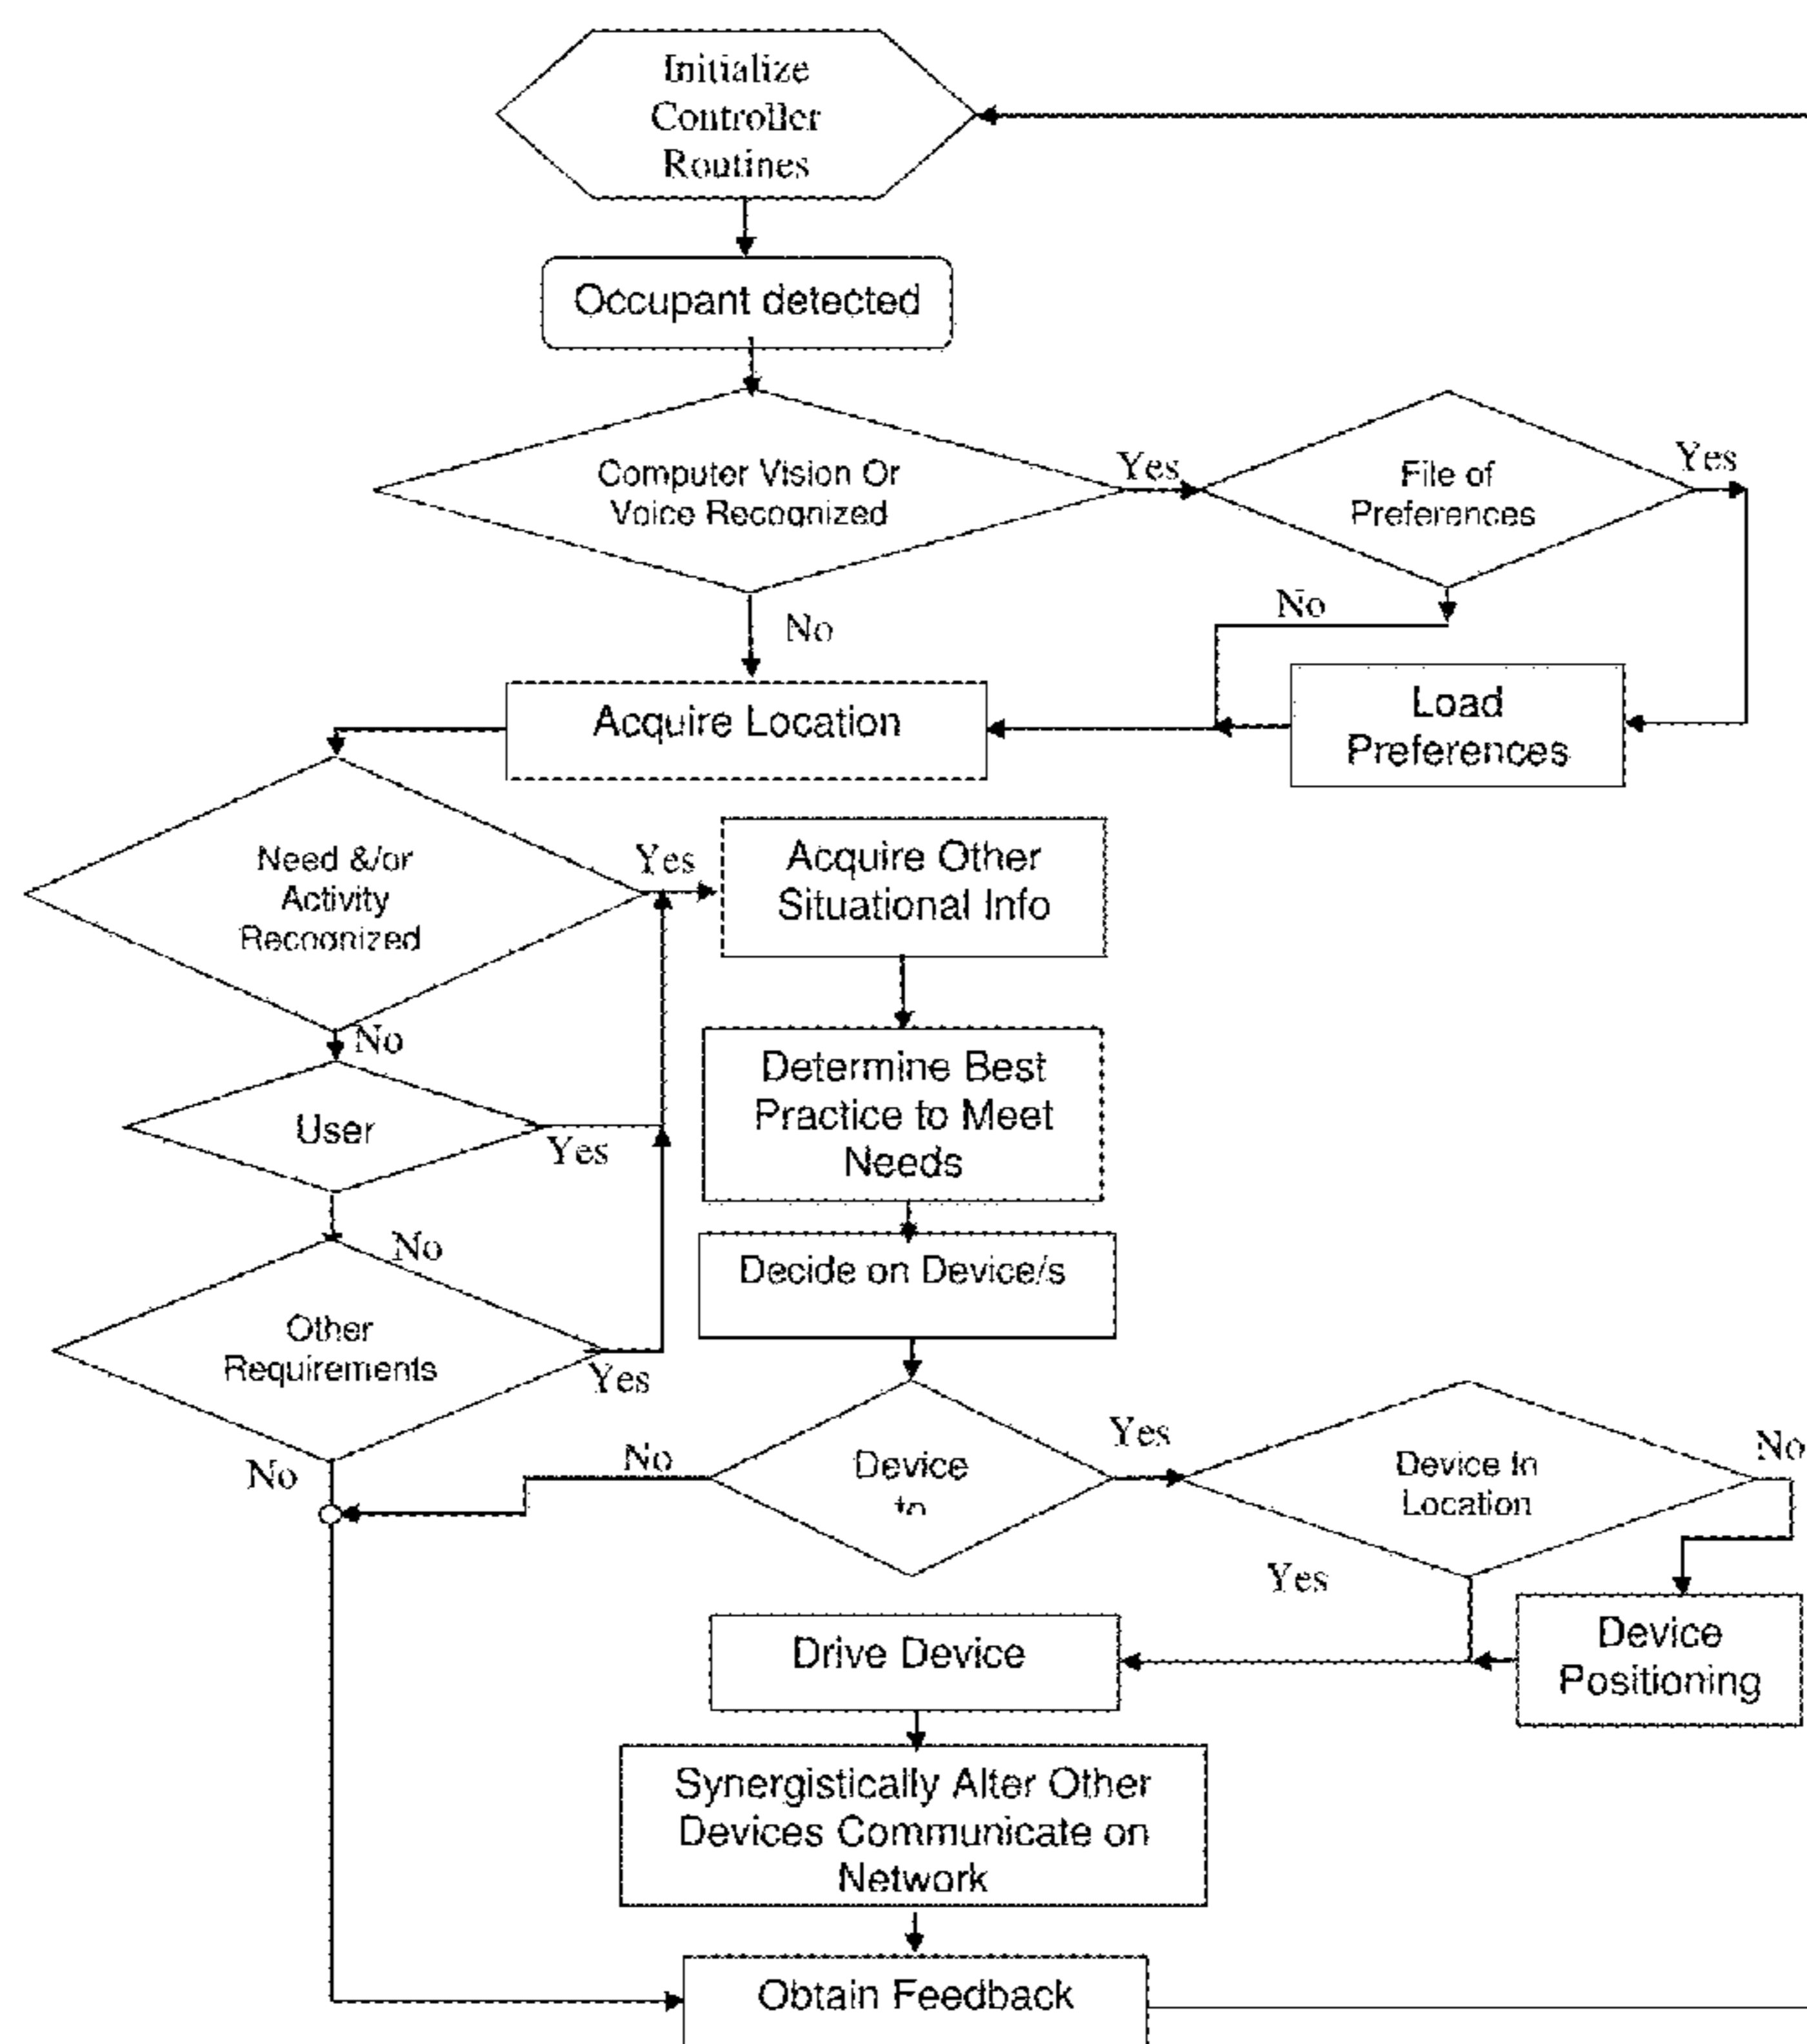 Initialize
Controller
Routines
Occupant detected
Computer Vision Or
Voice Recognized
Yes
File of
Preferences
Yes
No
No
Acquire Location
Load
Preferences
Need &/or
Activity
Recognized
Yes
Acquire Other
Situational Info
No
Determine Best
Practice to Meet
Needs
User
Yes
No
Decide on Device/s
Other
Requirements
Yes
No
No
Device
to
Yes
Device In
Location
No
Yes
Drive Device
Device
Positioning
Synergistically Alter Other
Devices Communicate on
Network
Obtain Feedback